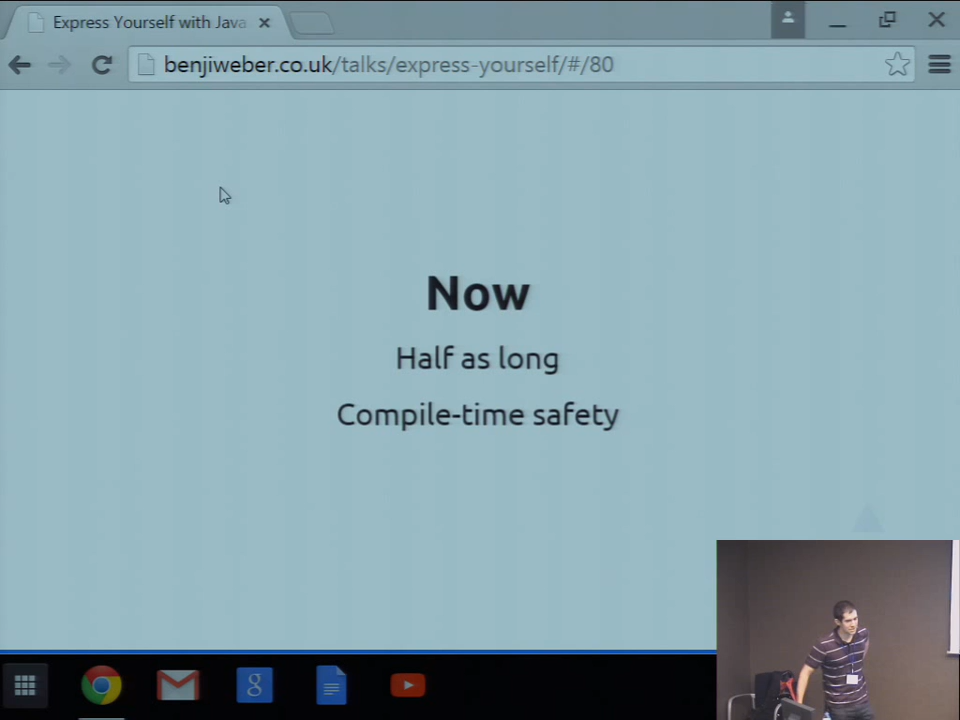 Express Yourself with Java
benjiweber.co.uk/talks/express-yourself/#/80
Now
Half as long
Compile-time safety